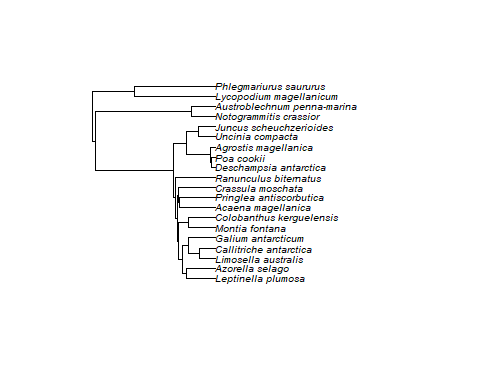 Phlegmariurus saururus
Lycopodium magellanicum
Austroblechnum penna-marina
Notogrammitis crassior
Juncus scheuchzerioides
Uncinia compacta
Agrostis magellanica
Poa cookii
Deschampsia antarctica
Ranunculus biternatus
Crassula moschata
Pringlea antiscorbutica
Acaena magellanica
Colobanthus kerguelensis
Montia fontana
Galium antarcticum
Callitriche antarctica
Limosella australis
Azorella selago
Leptinella plumosa